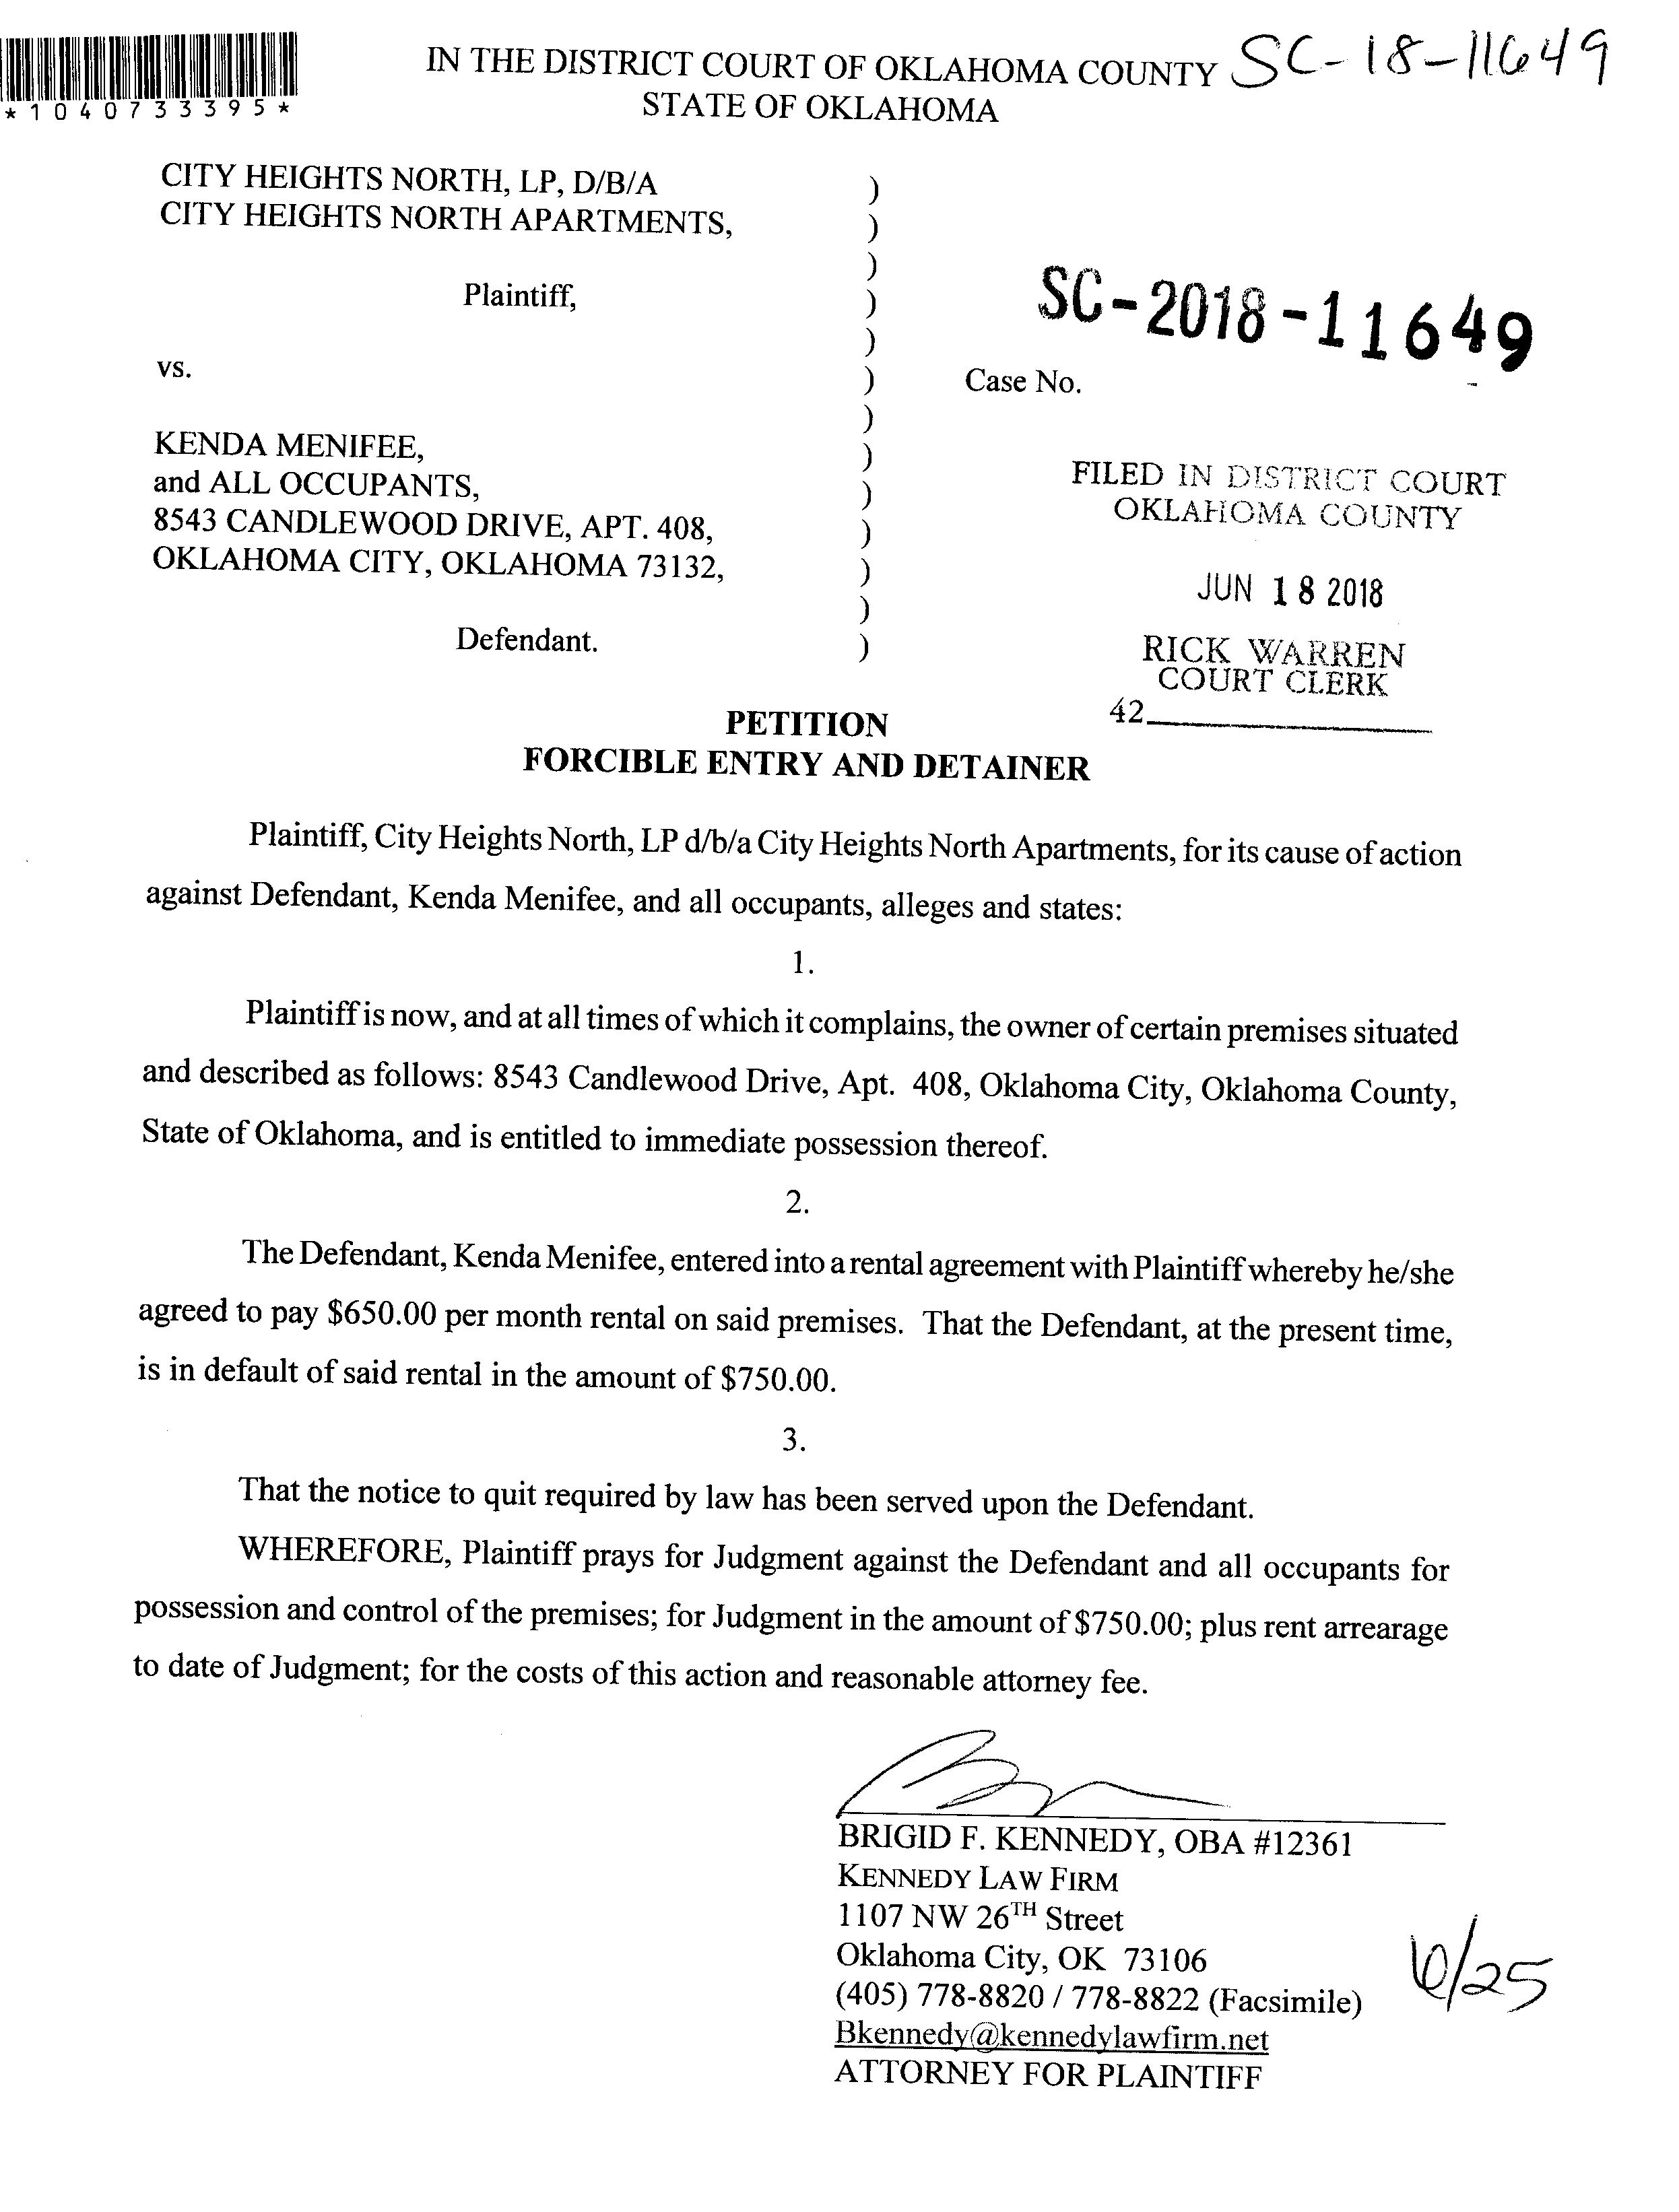 IN THE DISTRICT COURT OF OKLAHOMA COUNTY SC-18-11649
*1040733395*
STATE OF OKLAHOMA
CITY HEIGHTS NORTH, LP, D/B/A )
CITY HEIGHTS NORTH APARTMENTS, )
)
Plaintiff, )
SC-2018-11649
)
vs. ) Case No.
)
KENDA MENIFEE, )
and ALL OCCUPANTS, )
8543 CANDLEWOOD DRIVE, APT. 408, )
OKLAHOMA CITY, OKLAHOMA 73132, )
)
Defendant. )
FILED IN DISTRICT COURT
OKLAHOMA COUNTY
JUN 18 2018
RICK WARREN
COURT CLERK
42
PETITION
FORCIBLE ENTRY AND DETAINER
Plaintiff, City Heights North, LP d/b/a City Heights North Apartments, for its cause of action
against Defendant, Kenda Menifee, and all occupants, alleges and states:
1.
Plaintiff is now, and at all times of which it complains, the owner of certain premises situated
and described as follows: 8543 Candlewood Drive, Apt. 408, Oklahoma City, Oklahoma County,
State of Oklahoma, and is entitled to immediate possession thereof.
2.
The Defendant, Kenda Menifee, entered into a rental agreement with Plaintiff whereby he/she
agreed to pay $650.00 per month rental on said premises. That the Defendant, at the present time,
is in default of said rental in the amount of $750.00.
3.
That the notice to quit required by law has been served upon the Defendant.
WHEREFORE, Plaintiff prays for Judgment against the Defendant and all occupants for
possession and control of the premises; for Judgment in the amount of $750.00; plus rent arrearage
to date of Judgment; for the costs of this action and reasonable attorney fee.
BRIGID F. KENNEDY, OBA #12361
KENNEDY LAW FIRM
1107 NW 26TH Street
Oklahoma City, OK 73106
(405) 778-8820 / 778-8822 (Facsimile)
Bkennedy@kennedylawfirm.net
ATTORNEY FOR PLAINTIFF
6/25